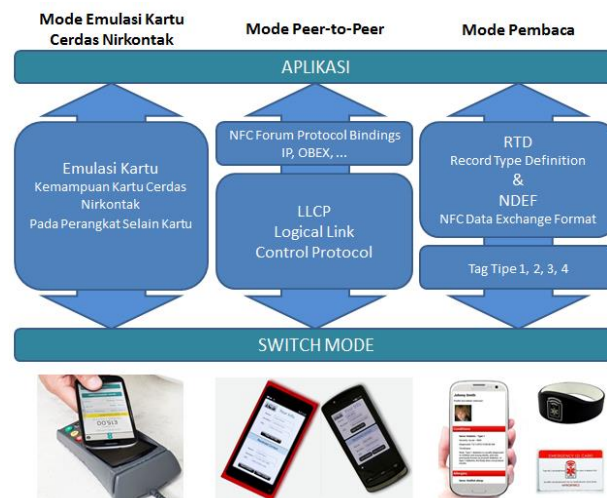 Mode Emulasi Kartu
Cerdas Nirkontak
Mode Peer-to-Peer
Mode Pembaca
APLIKASI
Emulasi Kartu
Kemampuan Kartu Cerdas
Nirkontak
Pada Perangkat Selain Kartu
NFC Forum Protocol Bindings
IP, OBEX, ...
LLCP
Logical Link
Control Protocol
RTD
Record Type Definition
&
NDEF
NFC Data Exchange Format
Tag Tipe 1, 2, 3, 4
SWITCH MODE